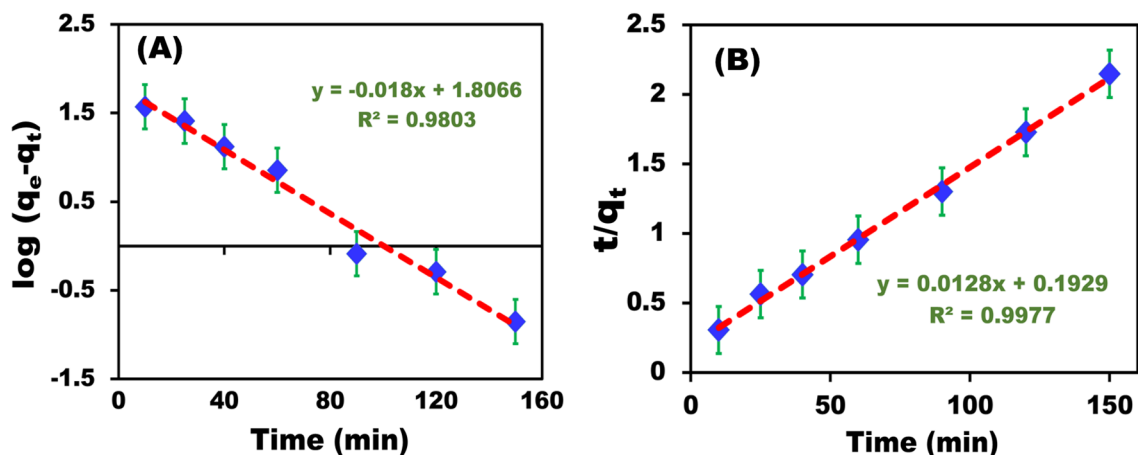 (A)
y = -0.018x + 1.8066
R² = 0.9803
2.5
1.5
0.5
-0.5
-1.5
0
40
80
120
160
log (qₑ-qₜ)
Time (min)
(B)
y = 0.0128x + 0.1929
R² = 0.9977
2.5
2
1.5
1
0.5
0
0
50
100
150
t/qₜ
Time (min)